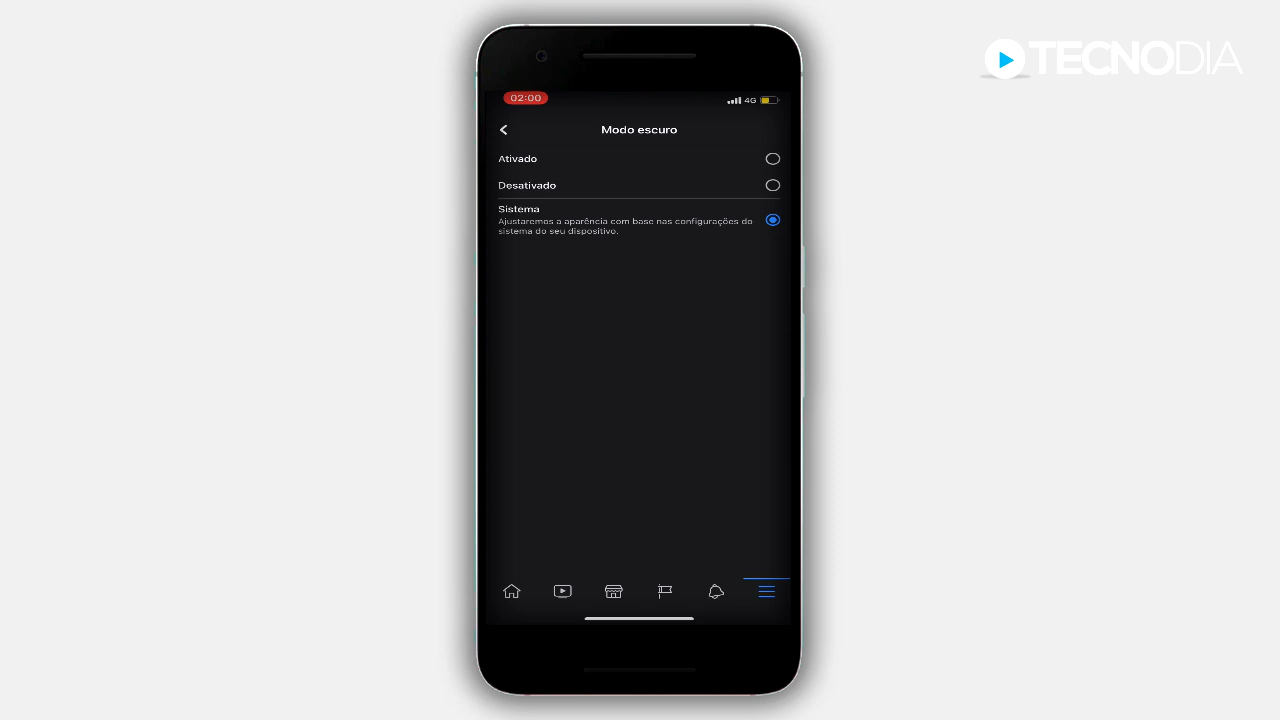 TECNODIA
02:00
4G
Modo escuro
Ativado
Desativado
Sistema
Ajustaremos a aparência com base nas configurações do
sistema do seu dispositivo.